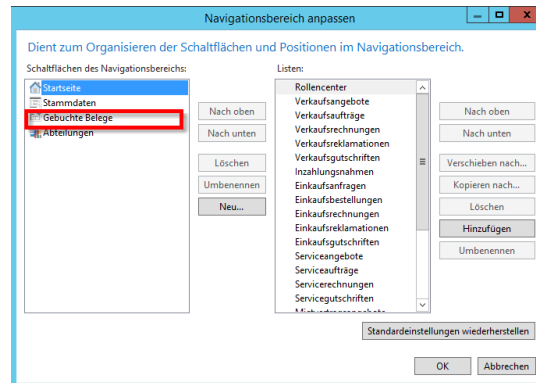 Navigationsbereich anpassen
Dient zum Organisieren der Schaltflächen und Positionen im Navigationsbereich.
Schaltflächen des Navigationsbereichs:
Startseite
Stammdaten
Gebuchte Belege
Abteilungen
Nach oben
Nach unten
Löschen
Umbenennen
Neu...
Listen:
Rollencenter
Verkaufsangebote
Verkaufsaufträge
Verkaufsrechnungen
Verkaufsreklamationen
Verkaufsgutschriften
Inzahlungsnahmen
Einkaufsanfragen
Einkaufsbestellungen
Einkaufsrechnungen
Einkaufsreklamationen
Einkaufsgutschriften
Serviceangebote
Serviceaufträge
Servicerechnungen
Servicegutschriften
Nach oben
Nach unten
Verschieben nach...
Kopieren nach...
Löschen
Hinzufügen
Umbenennen
Standardeinstellungen wiederherstellen
OK
Abbrechen